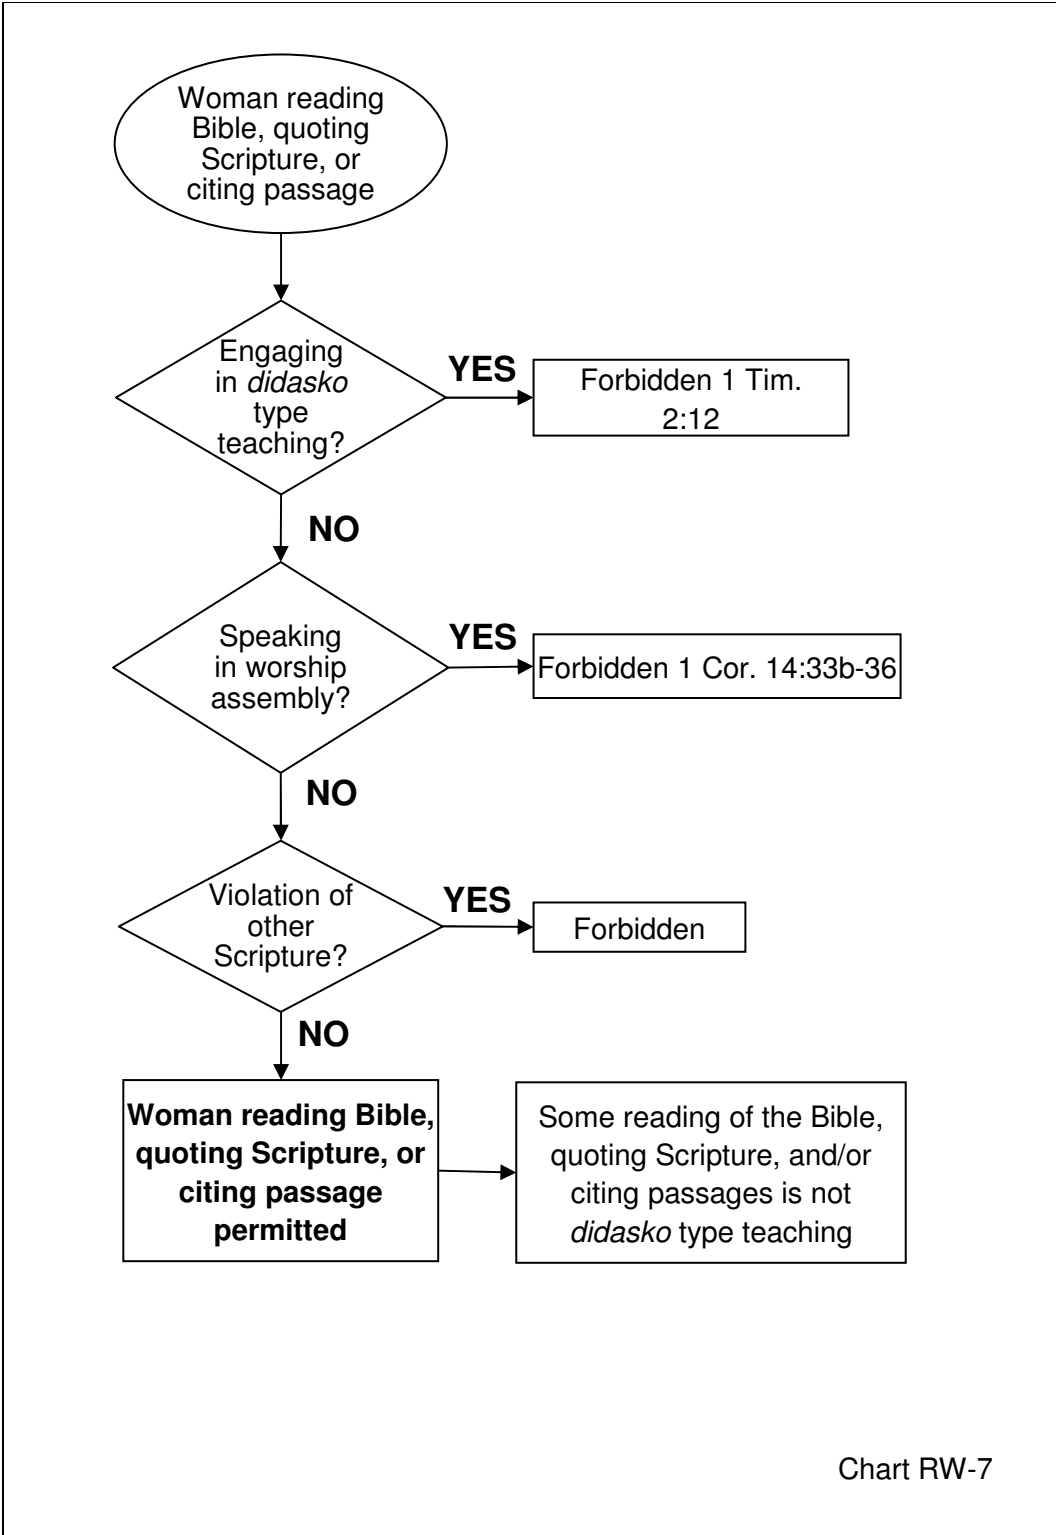 Woman reading
Bible, quoting
Scripture, or
citing passage
Engaging
in didasko
type
teaching?
YES
Forbidden 1 Tim.
2:12
NO
Speaking
in worship
assembly?
YES
Forbidden 1 Cor. 14:33b-36
NO
Violation of
other
Scripture?
YES
Forbidden
NO
Woman reading Bible,
quoting Scripture, or
citing passage
permitted
Some reading of the Bible,
quoting Scripture, and/or
citing passages is not
didasko type teaching
Chart RW-7